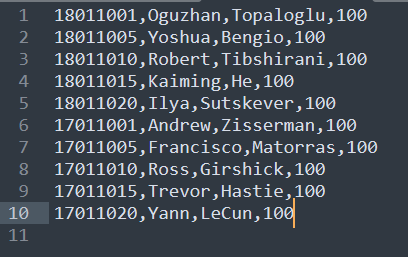 1 18011001,Oguzhan,Topaloglu,100
2 18011005,Yoshua,Bengio,100
3 18011010,Robert,Tibshirani,100
4 18011015,Kaiming,He,100
5 18011020,Ilya,Sutskever,100
6 17011001,Andrew,Zisserman,100
7 17011005,Francisco,Matorras,100
8 17011010,Ross,Girshick,100
9 17011015,Trevor,Hastie,100
10 17011020,Yann,LeCun,100
11